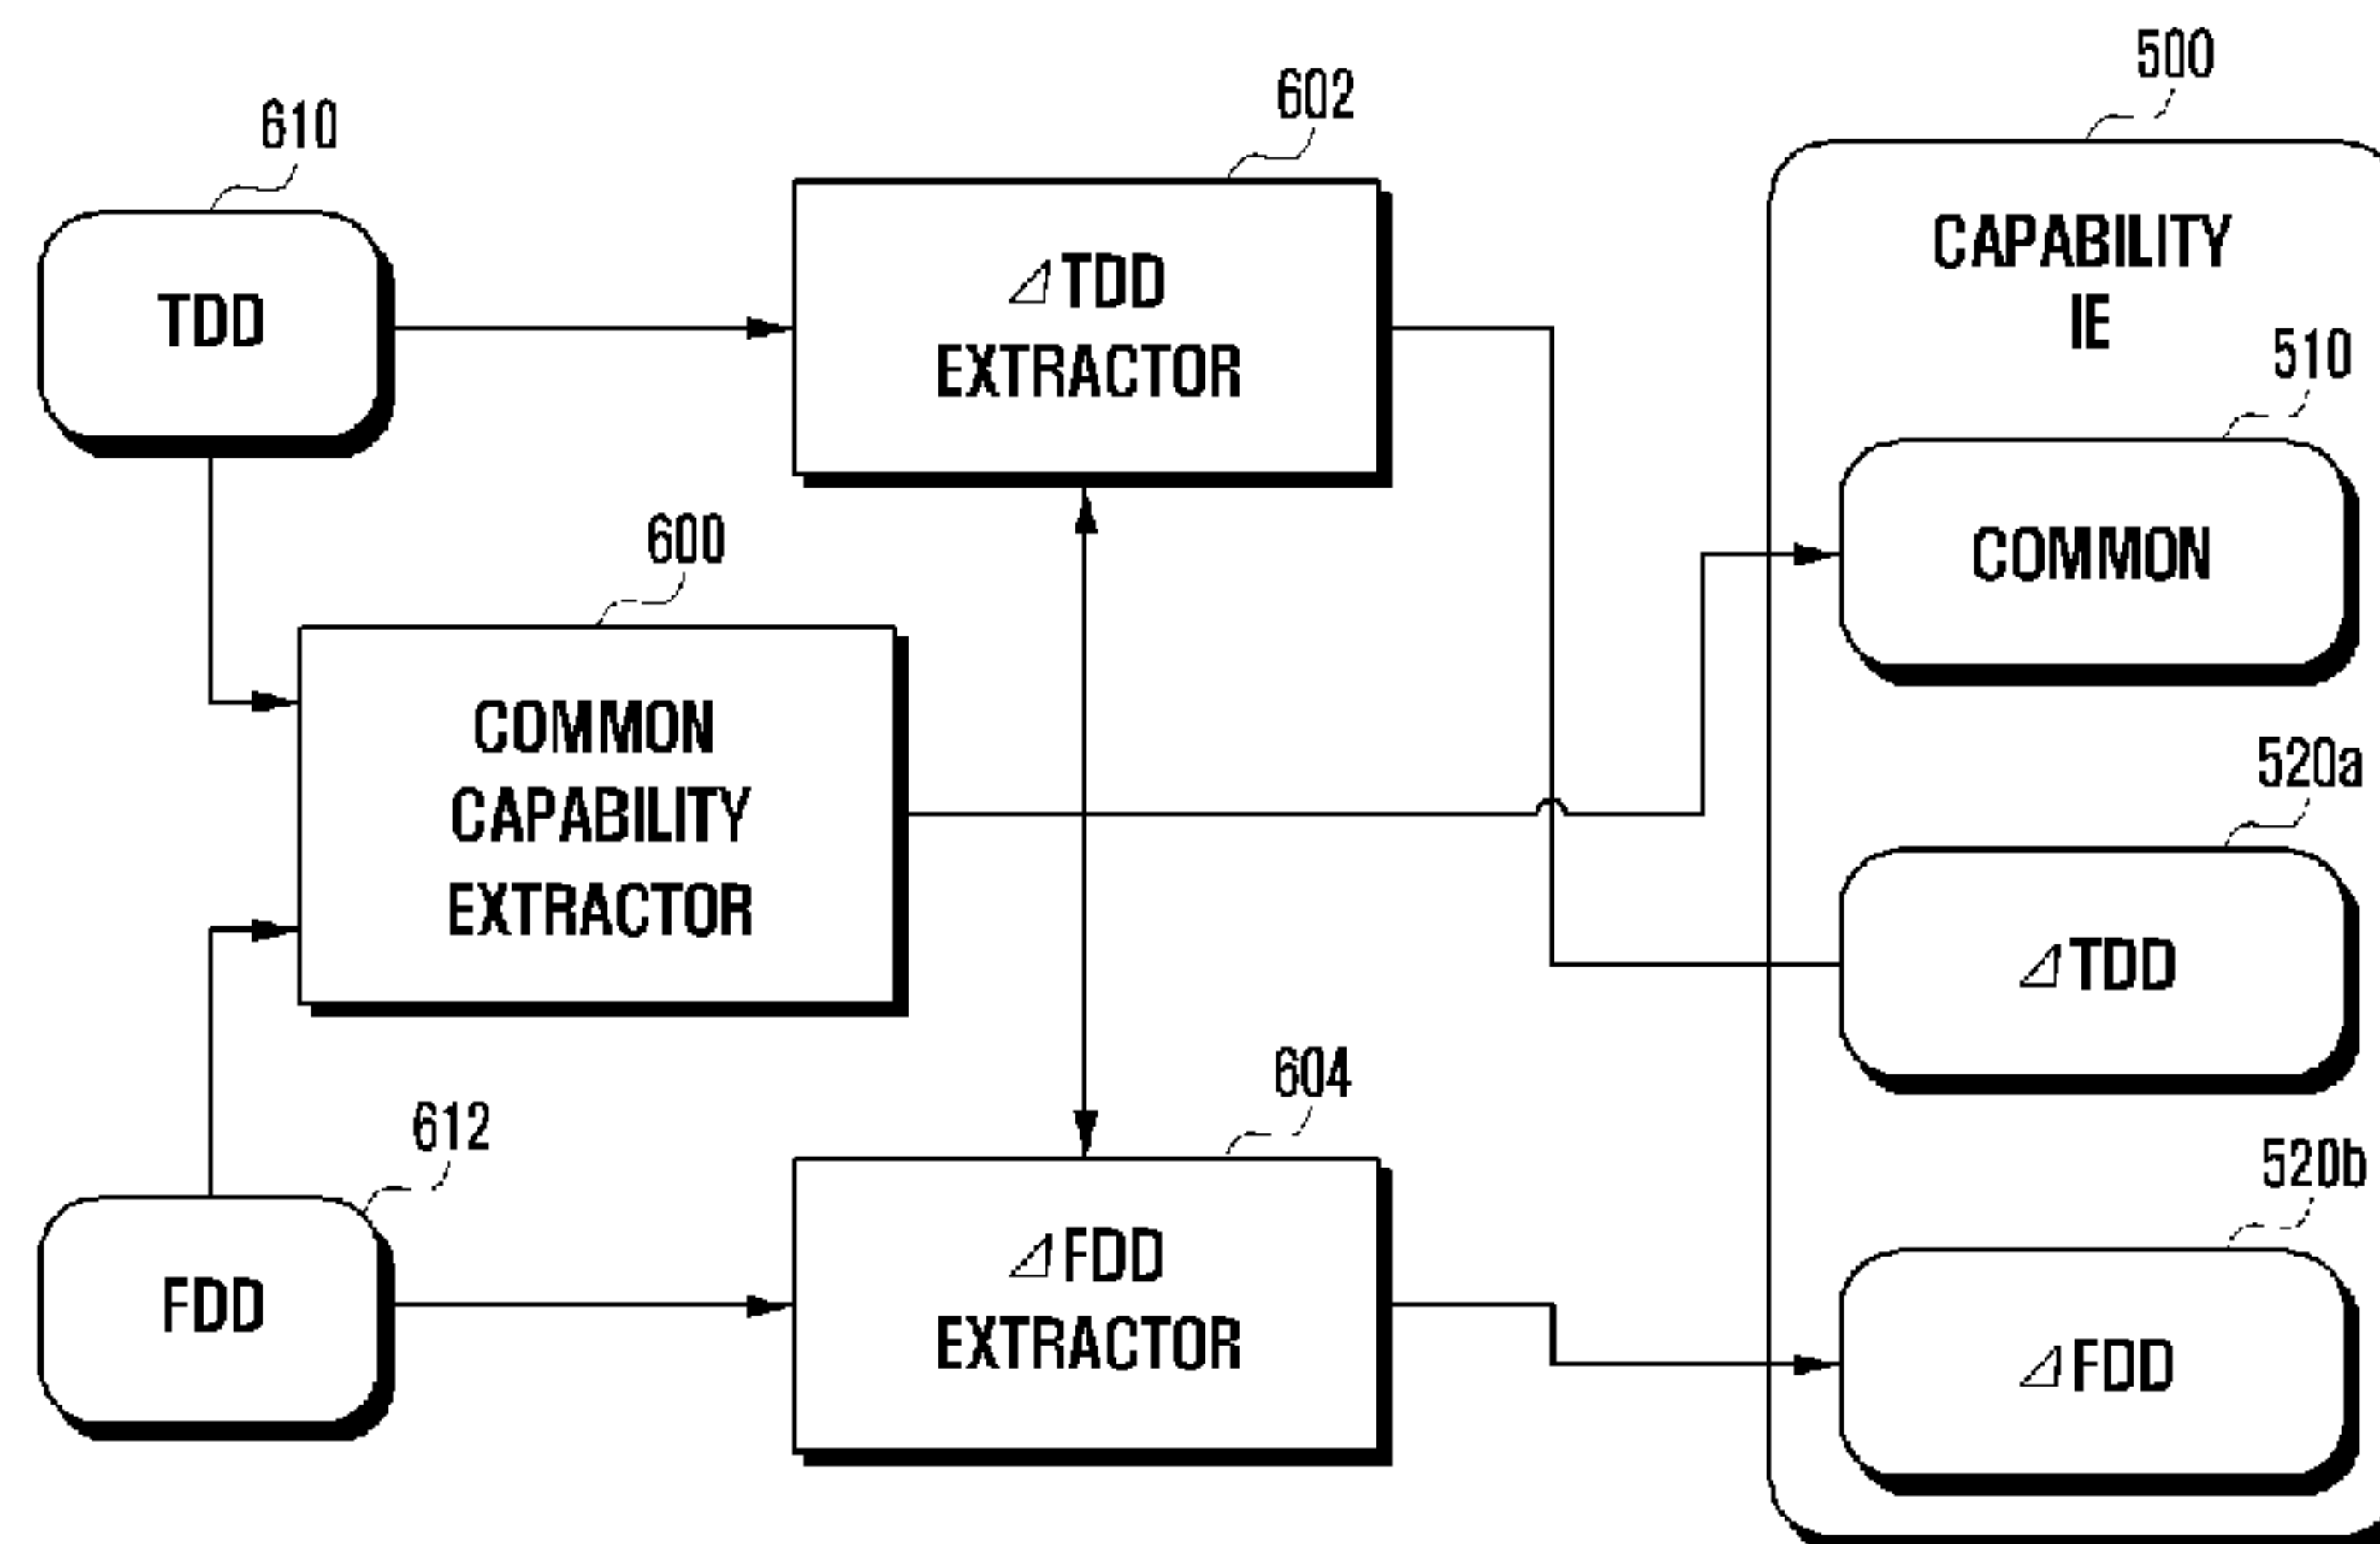 500
602
610
CAPABILITY
IE
⊿TDD
EXTRACTOR
TDD
510
COMMON
600
COMMON
CAPABILITY
EXTRACTOR
520a
⊿TDD
604
612
520b
⊿FDD
EXTRACTOR
FDD
⊿FDD